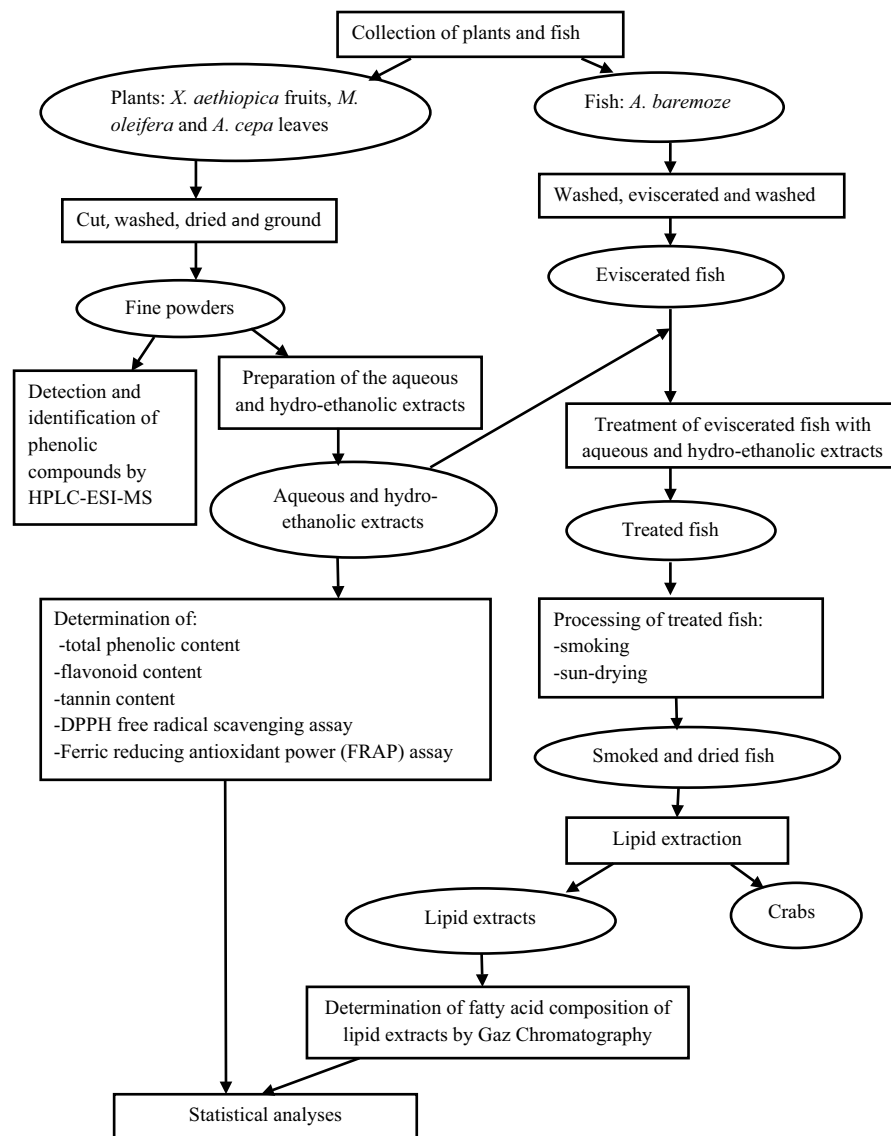 Collection of plants and fish
Plants: X. aethiopica fruits, M.
oleifera and A. cepa leaves
Fish: A. baremoze
Cut, washed, dried and ground
Washed, eviscerated and washed
Fine powders
Eviscerated fish
Detection and
identification of
phenolic
compounds by
HPLC-ESI-MS
Preparation of the aqueous
and hydro-ethanolic extracts
Treatment of eviscerated fish with
aqueous and hydro-ethanolic extracts
Aqueous and hydro-
ethanolic extracts
Treated fish
Determination of:
-total phenolic content
-flavonoid content
-tannin content
-DPPH free radical scavenging assay
-Ferric reducing antioxidant power (FRAP) assay
Processing of treated fish:
-smoking
-sun-drying
Smoked and dried fish
Lipid extraction
Lipid extracts
Crabs
Determination of fatty acid composition of
lipid extracts by Gaz Chromatography
Statistical analyses